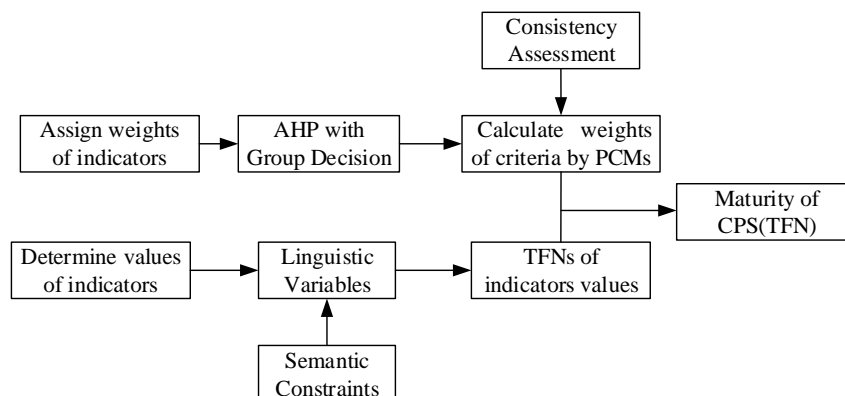 Consistency
Assessment
Assign weights
of indicators
AHP with
Group Decision
Calculate weights
of criteria by PCMs
Maturity of
CPS(TFN)
Determine values
of indicators
Linguistic
Variables
TFNs of
indicators values
Semantic
Constraints